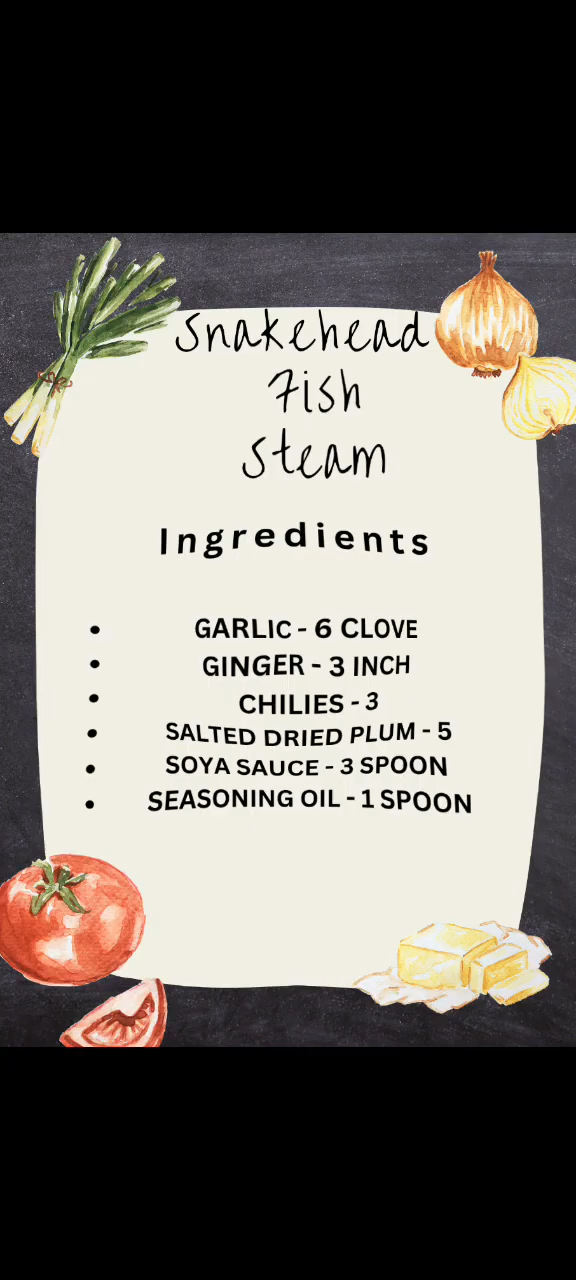 Snakehead
Fish
Steam
Ingredients
• GARLIC - 6 CLOVE
• GINGER - 3 INCH
• CHILIES - 3
• SALTED DRIED PLUM - 5
• SOYA SAUCE - 3 SPOON
• SEASONING OIL - 1 SPOON